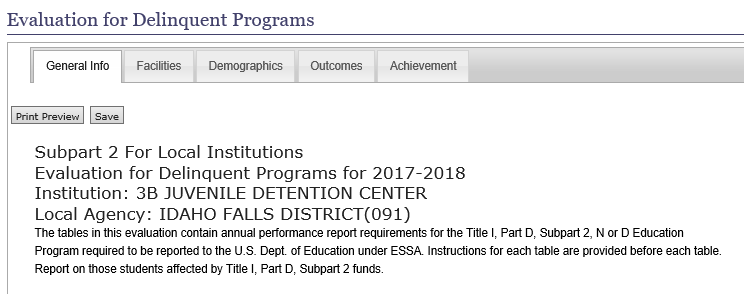 Evaluation for Delinquent Programs
General Info Facilities Demographics Outcomes Achievement
Print Preview Save
Subpart 2 For Local Institutions
Evaluation for Delinquent Programs for 2017-2018
Institution: 3B JUVENILE DETENTION CENTER
Local Agency: IDAHO FALLS DISTRICT(091)
The tables in this evaluation contain annual performance report requirements for the Title I, Part D, Subpart 2, N or D Education
Program required to be reported to the U.S. Dept. of Education under ESSA. Instructions for each table are provided before each table.
Report on those students affected by Title I, Part D, Subpart 2 funds.